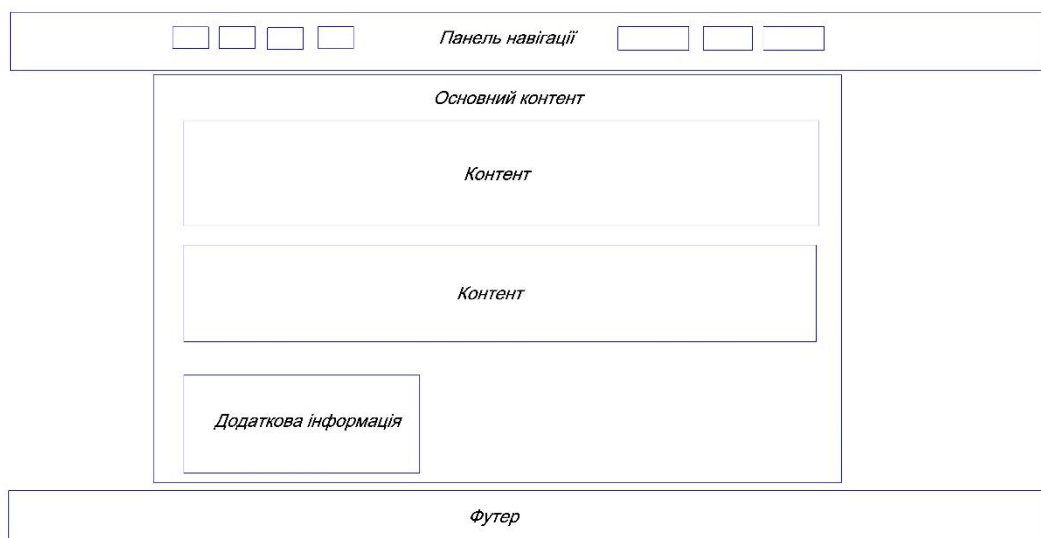 Панель навігації
Основний контент
Контент
Контент
Додаткова інформація
Футер